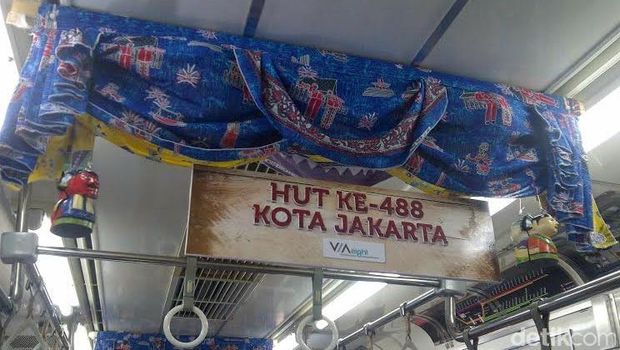 HUT KE-488
KOTA JAKARTA
VIAeight
detikcom